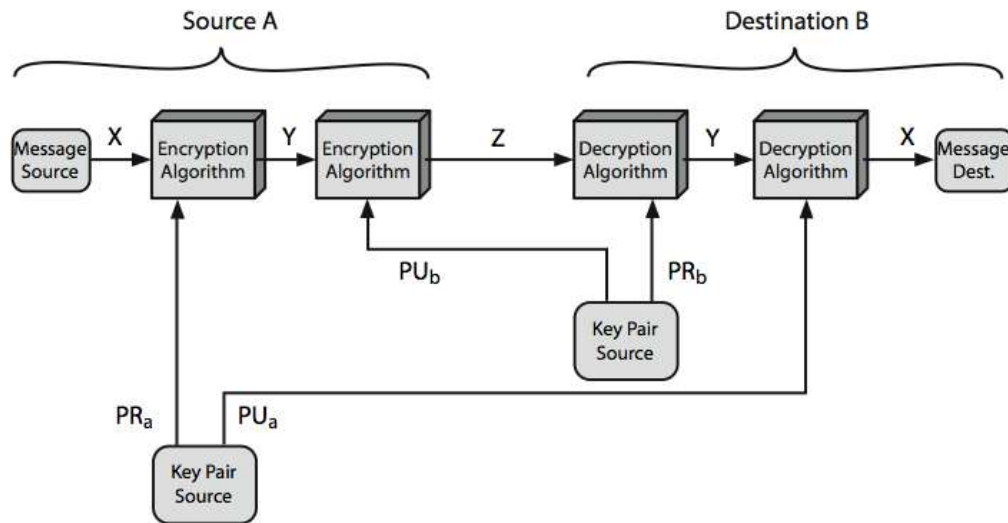 Source A
Destination B
X
Y
Z
Y
X
Message
Source
Encryption
Algorithm
Encryption
Algorithm
Decryption
Algorithm
Decryption
Algorithm
Message
Dest.
PUb
PRb
Key Pair
Source
PRa
PUa
Key Pair
Source